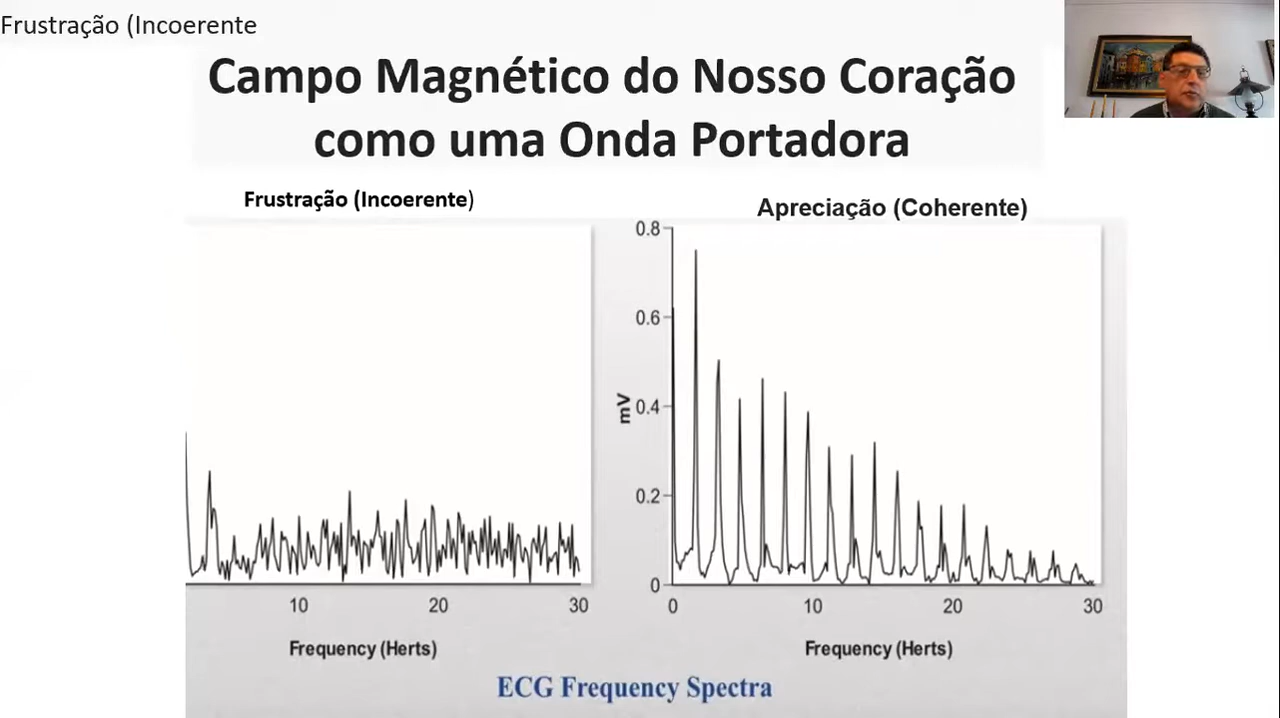 Frustração (Incoerente
Campo Magnético do Nosso Coração
como uma Onda Portadora
Frustração (Incoerente)
Apreciação (Coherente)
0.8
0.6
mV
0.4
0.2
0
10
20
30
0
10
20
30
Frequency (Herts)
Frequency (Herts)
ECG Frequency Spectra